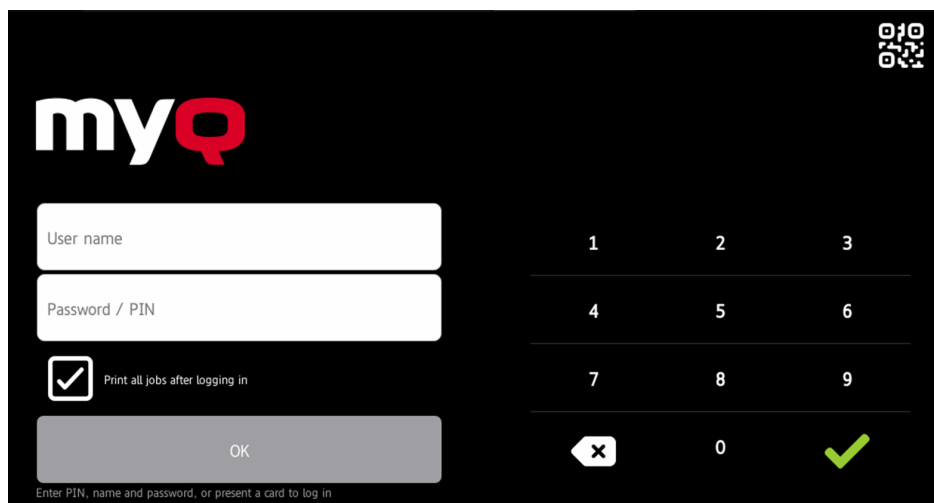 myQ
User name
Password / PIN
Print all jobs after logging in
OK
Enter PIN, name and password, or present a card to log in
1 2 3
4 5 6
7 8 9
0